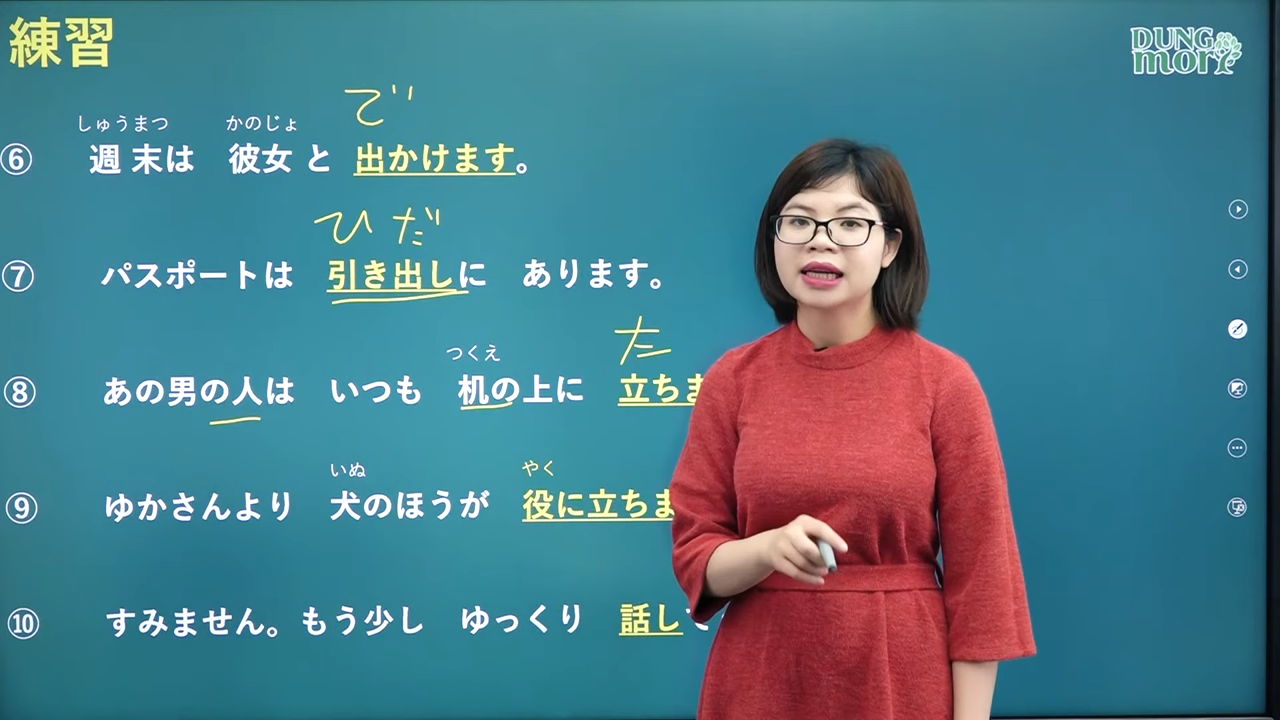 練習
DUNG
mori
で
しゅうまつ かのじょ
⑥ 週末は 彼女と 出かけます。
ひ だ
⑦ パスポートは 引き出しに あります。
た
つくえ
⑧ あの男の人は いつも 机の上に 立ちま
いぬ やく
⑨ ゆかさんより 犬のほうが 役に立ちま
⑩ すみません。もう少し ゆっくり 話して